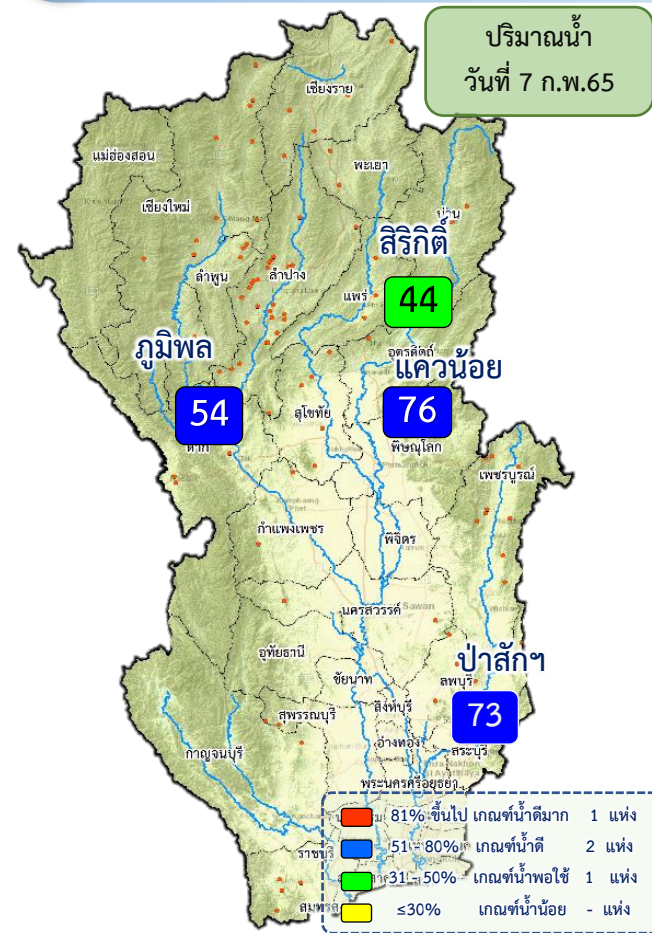 ปริมาณน้ำ
วันที่ 7 ก.พ.65
เชียงราย
แม่ฮ่องสอน
พะเยา
เชียงใหม่
น่าน
สิริกิติ์
ลำพูน
ลำปาง
แพร่
44
ภูมิพล
อุตรดิตถ์
แควน้อย
54
สุโขทัย
76
ตาก
พิษณุโลก
เพชรบูรณ์
กำแพงเพชร
พิจิตร
นครสวรรค์
Sawan
อุทัยธานี
ป่าสักฯ
ชัยนาท
ลพบุรี
สิงห์บุรี
สุพรรณบุรี
73
อ่างทอง
กาญจนบุรี
สระบุรี
พระนครศรีอยุธยา
81% ขึ้นไป เกณฑ์น้ำดีมาก 1 แห่ง
51 - 80% เกณฑ์น้ำดี 2 แห่ง
ราชบุรี
31 - 50% เกณฑ์น้ำพอใช้ 1 แห่ง
≤30% เกณฑ์น้ำน้อย - แห่ง